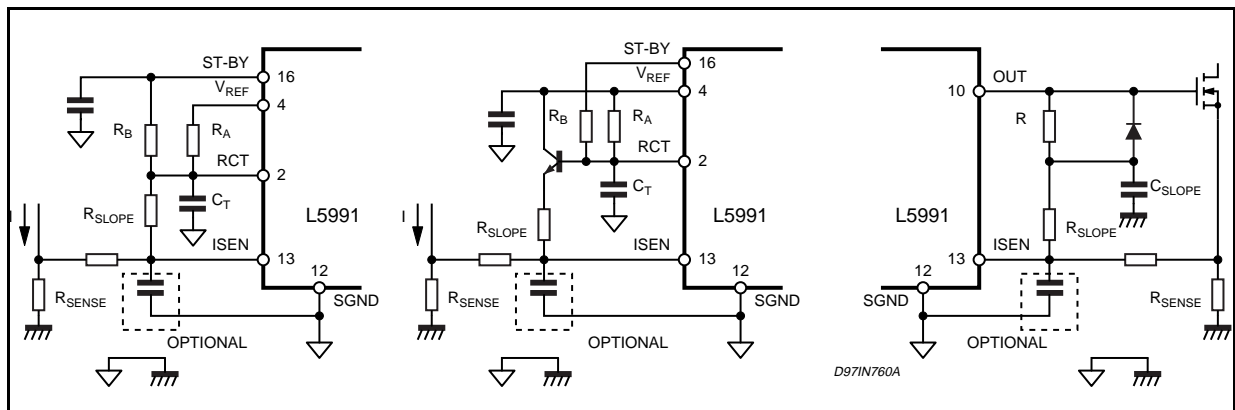 ST-BY
16
VREF
4
RB
RA
RCT
2
CT
RSLOPE
L5991
I
ISEN
13
12
RSENSE
SGND
OPTIONAL
ST-BY
16
VREF
4
RB
RA
RCT
2
CT
RSLOPE
L5991
I
ISEN
13
12
RSENSE
SGND
OPTIONAL
OUT
10
R
CSLOPE
L5991
RSLOPE
ISEN
13
12
SGND
RSENSE
OPTIONAL
D97IN760A